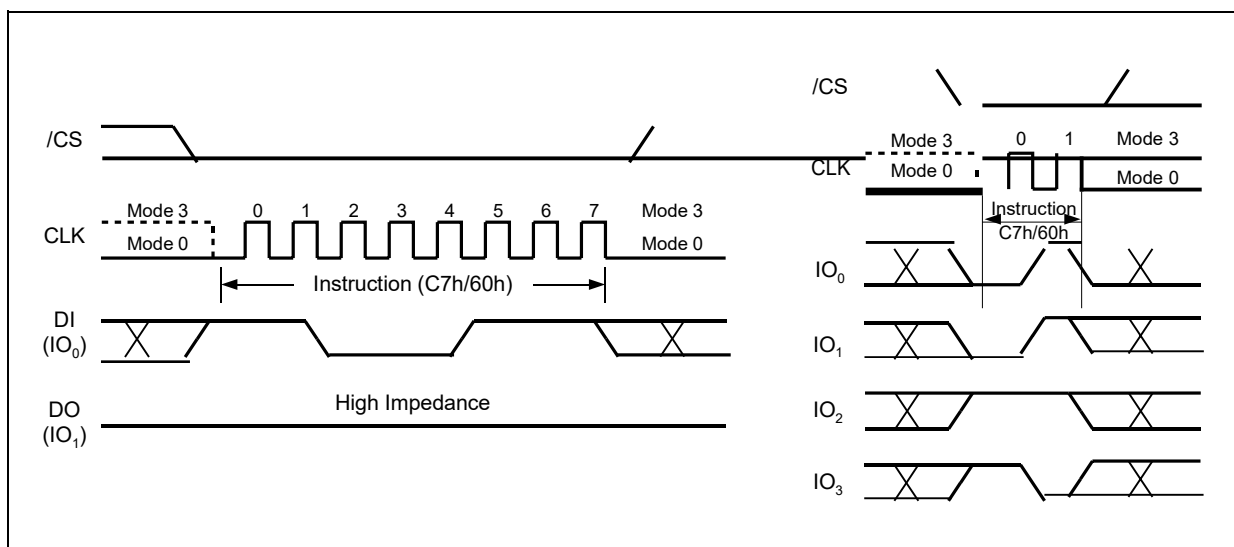 /CS
Mode 3
0 1 2 3 4 5 6 7
Mode 3
CLK
Mode 0
Mode 0
Instruction (C7h/60h)
DI
(IO0)
High Impedance
DO
(IO1)
/CS
Mode 3
0 1
Mode 3
CLK
Mode 0
Mode 0
Instruction
C7h/60h
IO0
IO1
IO2
IO3